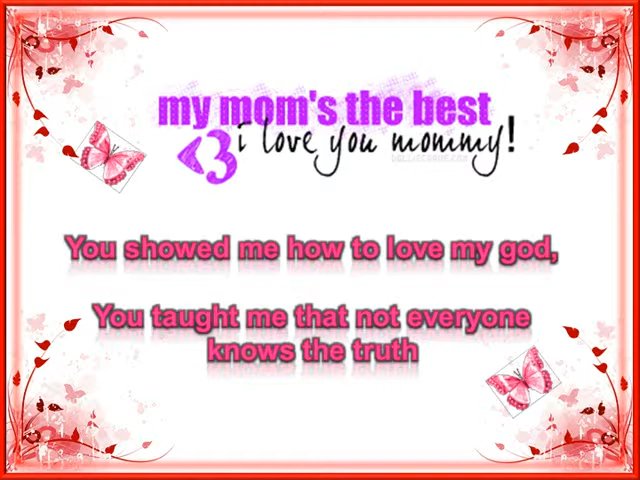 my mom's the best
<3 i love you mommy!
You showed me how to love my god,
You taught me that not everyone
knows the truth